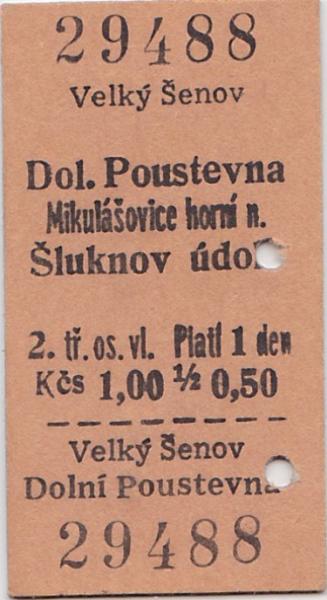 29488
Velký Šenov
Dol. Poustevna
Mikulášovice horní n.
Šluknov údo
2. tř. os. vl. Platí 1 den
Kčs 1,00 ½ 0,50
Velký Šenov
Dolní Poustevna
29488